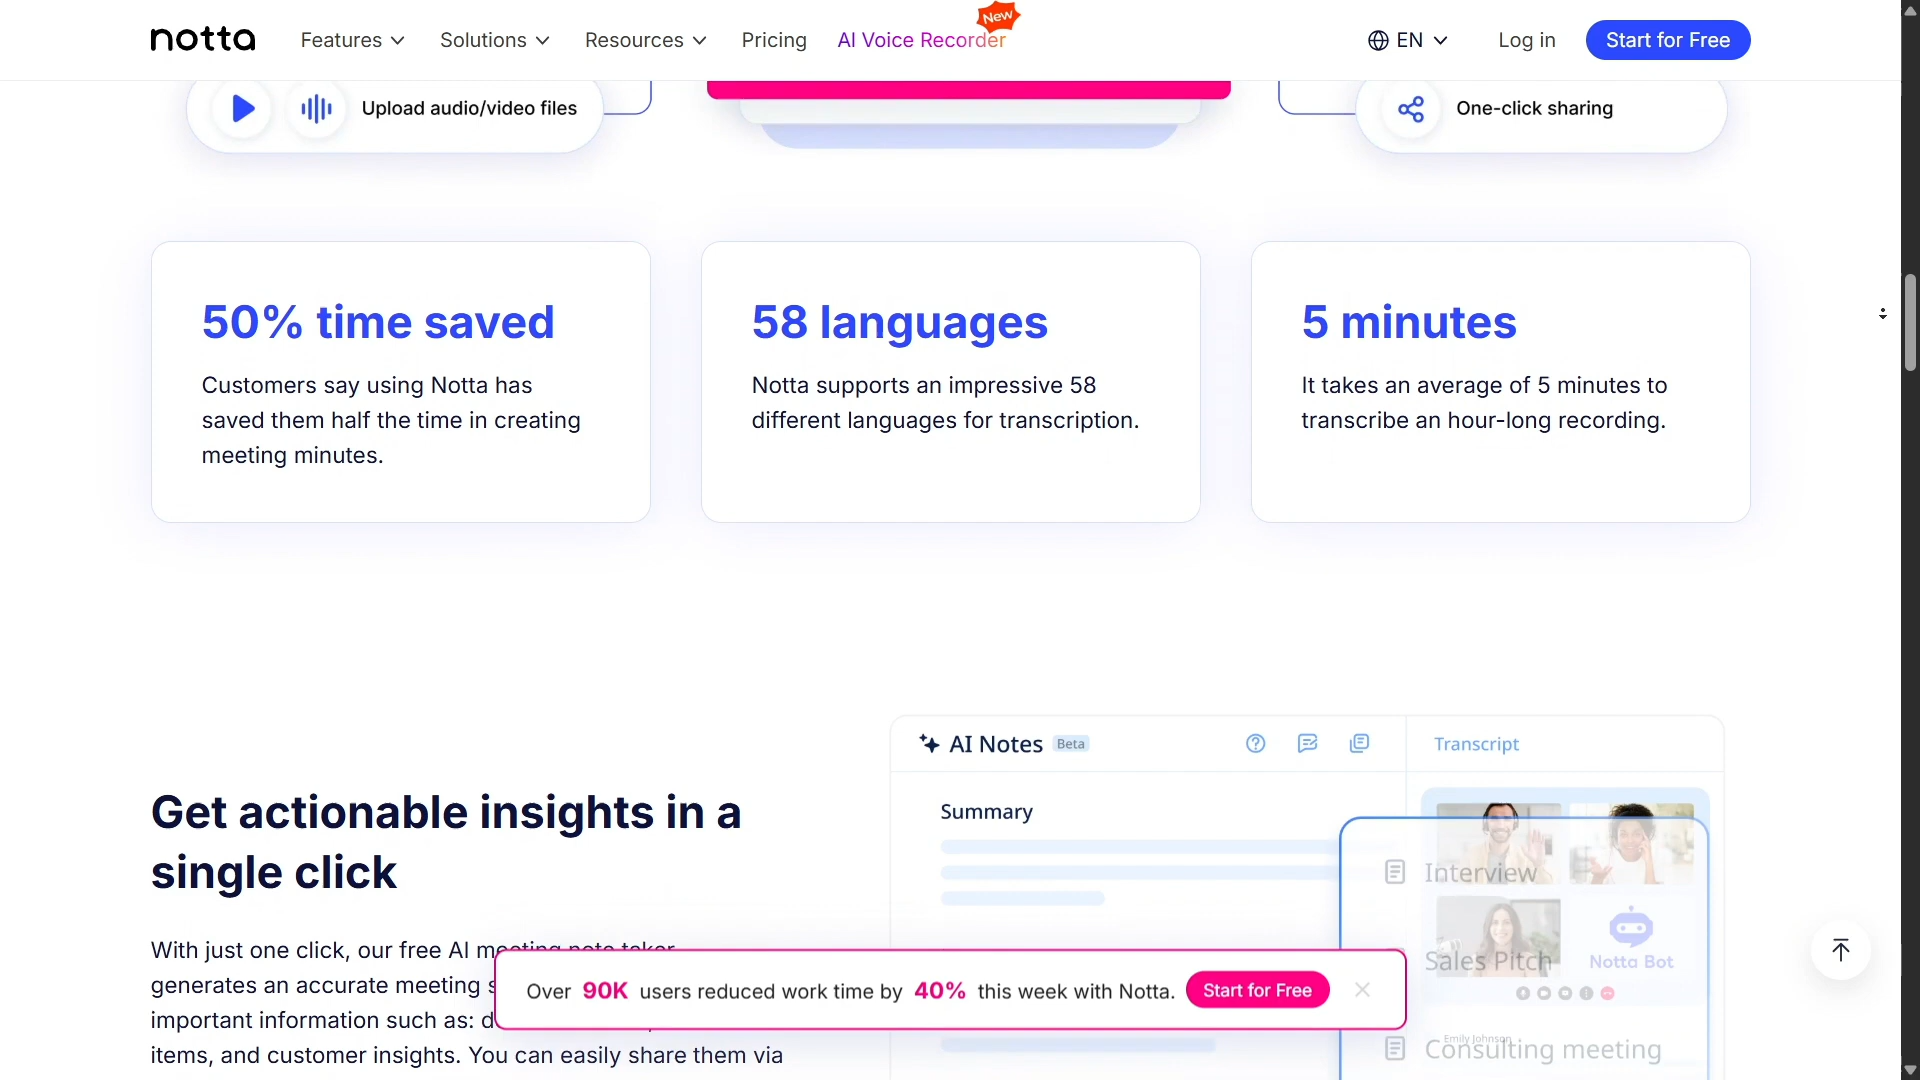 notta
Features
Solutions
Resources
Pricing
AI Voice Recorder
New
EN
Log in
Start for Free
Upload audio/video files
One-click sharing
50% time saved
Customers say using Notta has
saved them half the time in creating
meeting minutes.
58 languages
Notta supports an impressive 58
different languages for transcription.
5 minutes
It takes an average of 5 minutes to
transcribe an hour-long recording.
Get actionable insights in a
single click
With just one click, our free AI meeting note taker
generates an accurate meeting
important information such as:
items, and customer insights. You can easily share them via
AI Notes Beta
Transcript
Summary
Interview
Sales Pitch
Notta Bot
Emily Johnson
Consulting meeting
Over 90K users reduced work time by 40% this week with Notta.
Start for Free